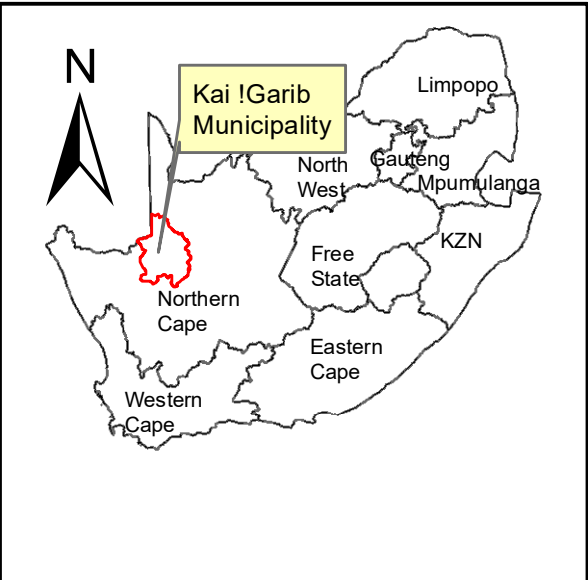 N
Kai !Garib
Municipality
Limpopo
Gauteng
North
West
Mpumulanga
KZN
Free
State
Northern
Cape
Eastern
Cape
Western
Cape